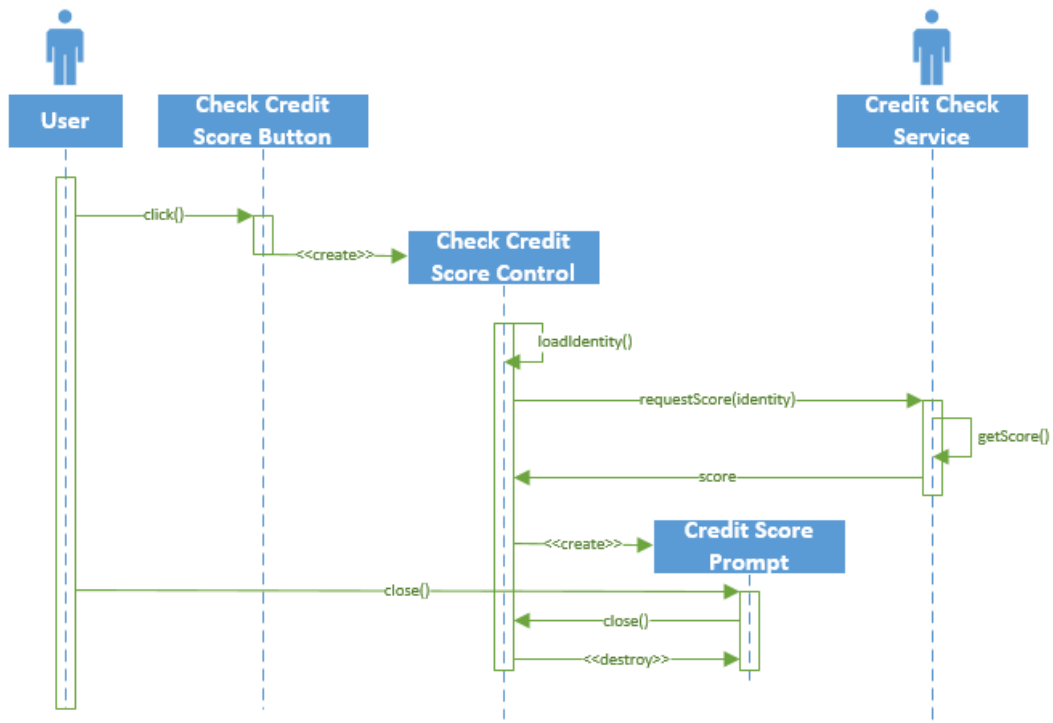 User
Check Credit
Score Button
Credit Check
Service
click()
<<create>>
Check Credit
Score Control
loadIdentity()
requestScore(identity)
getScore()
score
<<create>>
Credit Score
Prompt
close()
close()
<<destroy>>